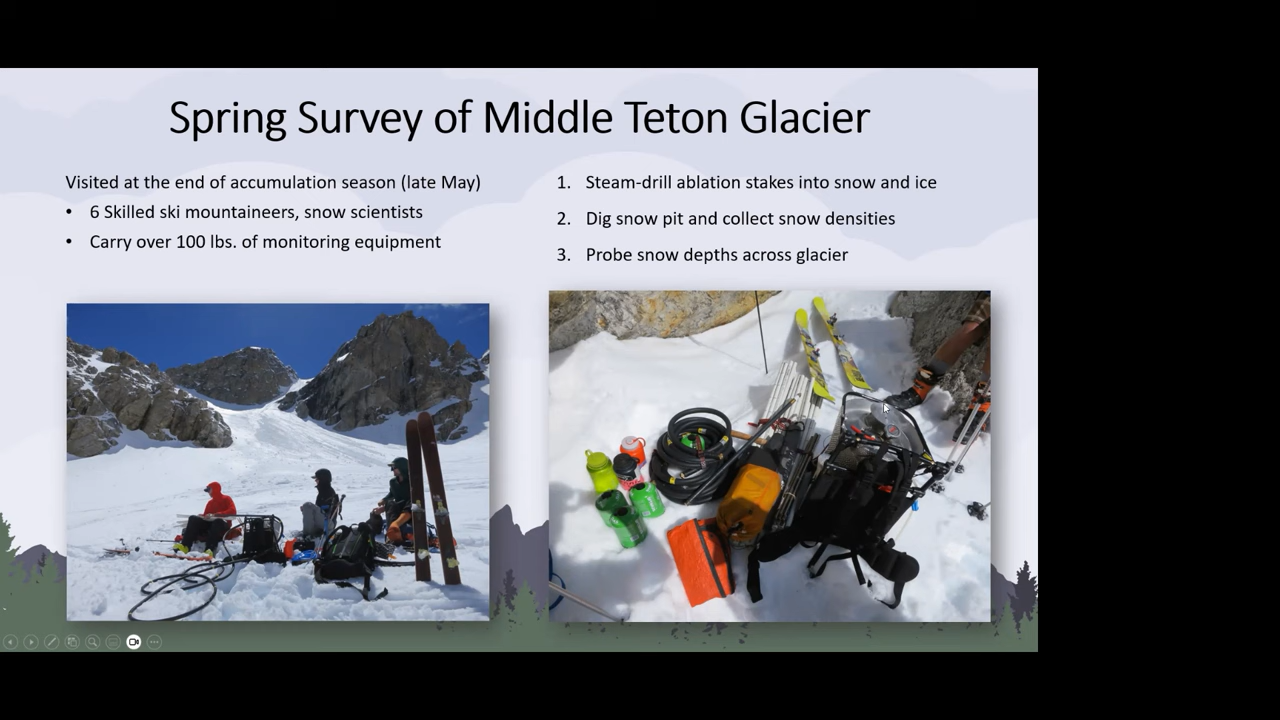 Spring Survey of Middle Teton Glacier
Visited at the end of accumulation season (late May)
• 6 Skilled ski mountaineers, snow scientists
• Carry over 100 lbs. of monitoring equipment
1. Steam-drill ablation stakes into snow and ice
2. Dig snow pit and collect snow densities
3. Probe snow depths across glacier